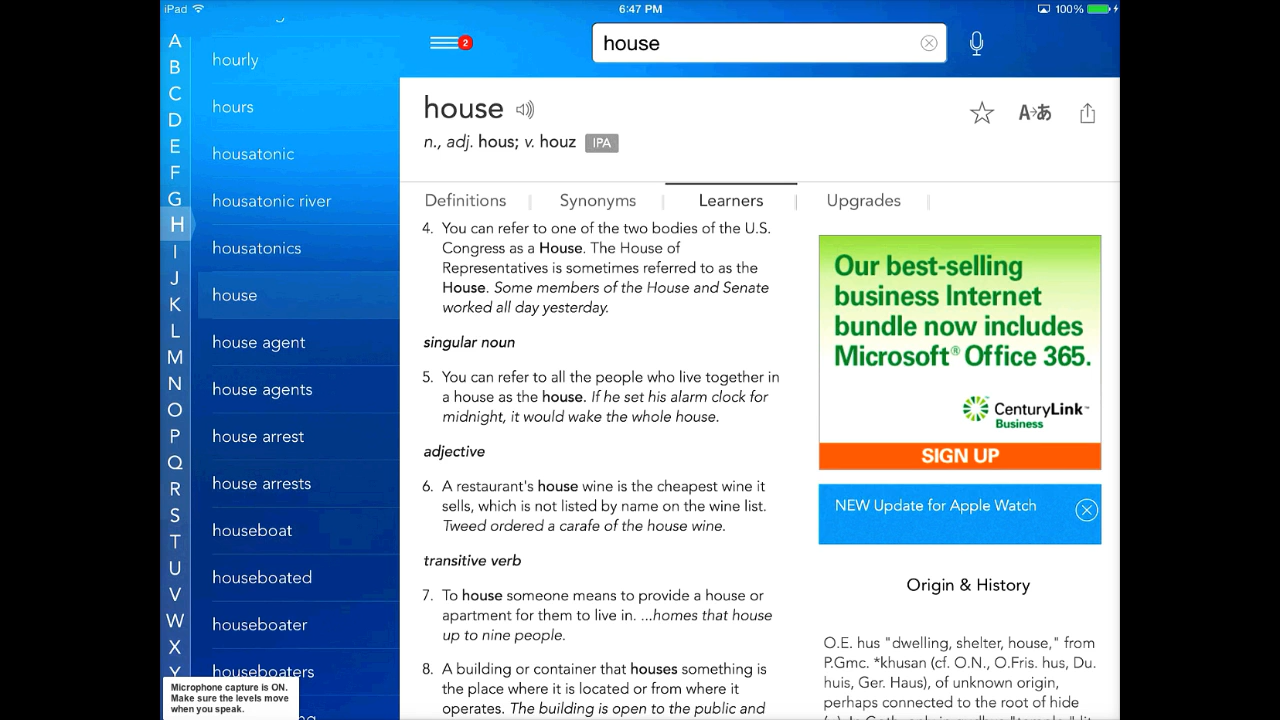 iPad
6:47 PM
100%
A
B
C
D
E
F
G
H
I
J
K
L
M
N
O
P
Q
R
S
T
U
V
W
X
Y
hourly
hours
housatonic
housatonic river
housatonics
house
house agent
house agents
house arrest
house arrests
houseboat
houseboated
houseboater
houseboaters
Microphone capture is ON.
Make sure the levels move
when you speak.
2
house
house
n., adj. hous; v. houz IPA
A→あ
Definitions
Synonyms
Learners
Upgrades
4. You can refer to one of the two bodies of the U.S.
Congress as a House. The House of
Representatives is sometimes referred to as the
House. Some members of the House and Senate
worked all day yesterday.
singular noun
5. You can refer to all the people who live together in
a house as the house. If he set his alarm clock for
midnight, it would wake the whole house.
adjective
6. A restaurant's house wine is the cheapest wine it
sells, which is not listed by name on the wine list.
Tweed ordered a carafe of the house wine.
transitive verb
7. To house someone means to provide a house or
apartment for them to live in. ...homes that house
up to nine people.
8. A building or container that houses something is
the place where it is located or from where it
operates. The building is open to the public and
Our best-selling
business Internet
bundle now includes
Microsoft® Office 365.
CenturyLink™
Business
SIGN UP
NEW Update for Apple Watch
Origin & History
O.E. hus "dwelling, shelter, house," from
P.Gmc. *khusan (cf. O.N., O.Fris. hus, Du.
huis, Ger. Haus), of unknown origin,
perhaps connected to the root of hide